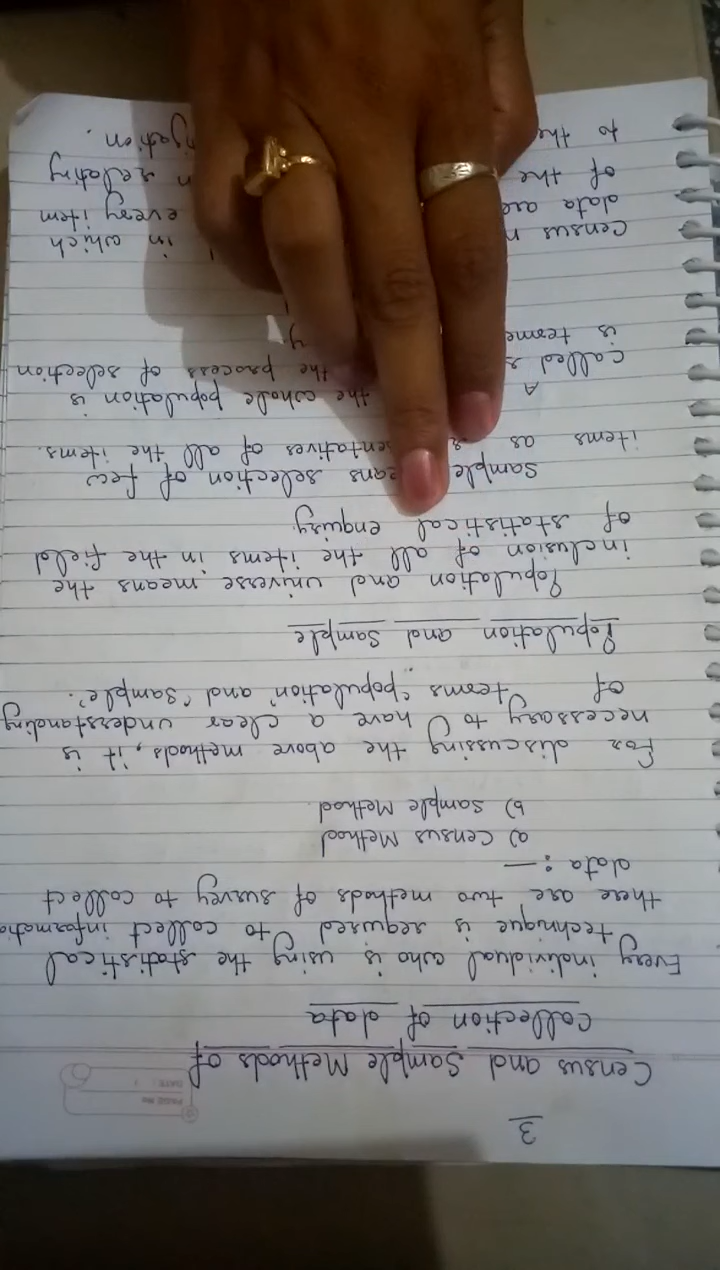 3
PAGE NO
DATE: / /
Census and Sample Methods of
Collection of data
Every individual who is using the statistical
technique is required to collect informatio
there are two methods of survey to collect
data :—
a) Census Method
b) Sample Method.
For discussing the above methods, it is
necessary to have a clear understanding
of terms "population" and "Sample".
Population and Sample
Population and universe means the
inclusion of all the items in the field
of statistical enquiry
Sample means selection of few
items as all the items.
A the whole population is
called the process of selection
is
Census in which
data are every item
of the relating
to the